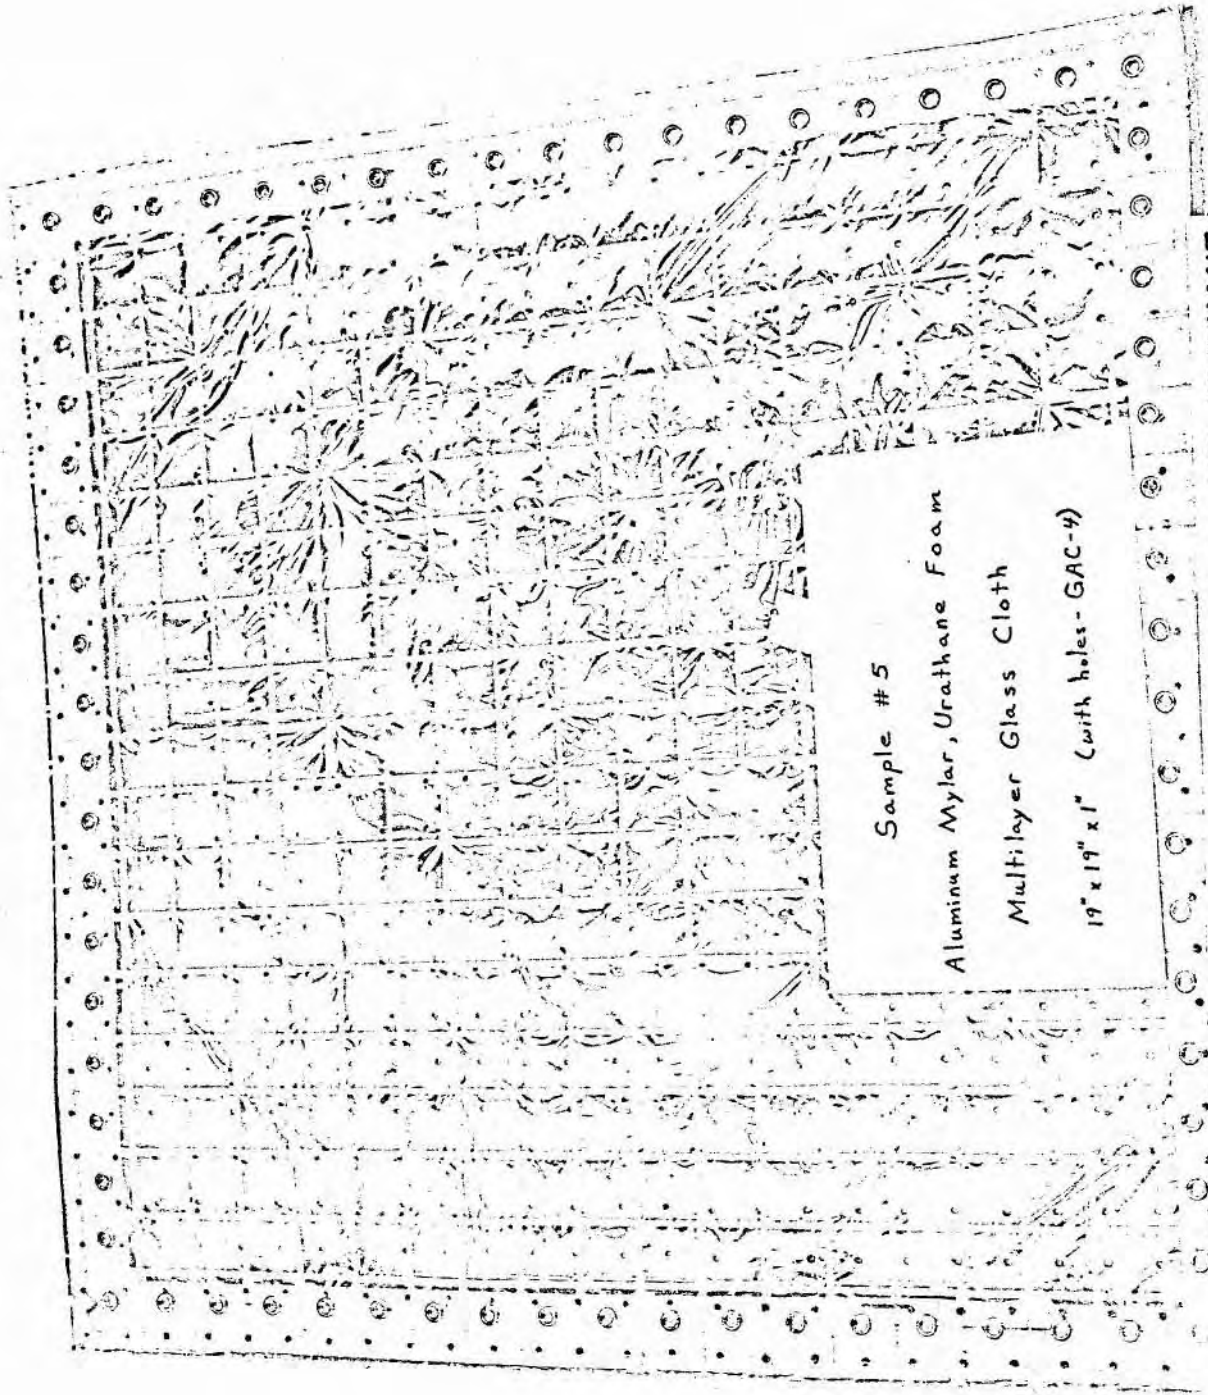 Sample #5
Aluminum Mylar, Urathane Foam
Multilayer Glass Cloth
19" x 19" x 1" (with holes - GAC-4)